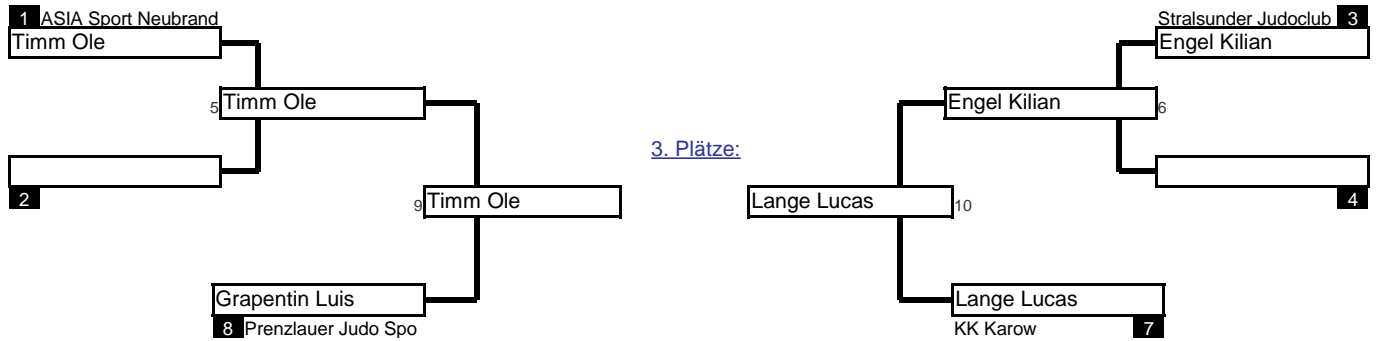 1 ASIA Sport Neubrand
Stralsunder Judoclub 3
Timm Ole
Engel Kilian
5 Timm Ole
Engel Kilian 6
3. Plätze:
2
4
9 Timm Ole
Lange Lucas 10
Grapentin Luis
Lange Lucas
8 Prenzlauer Judo Spo
KK Karow 7